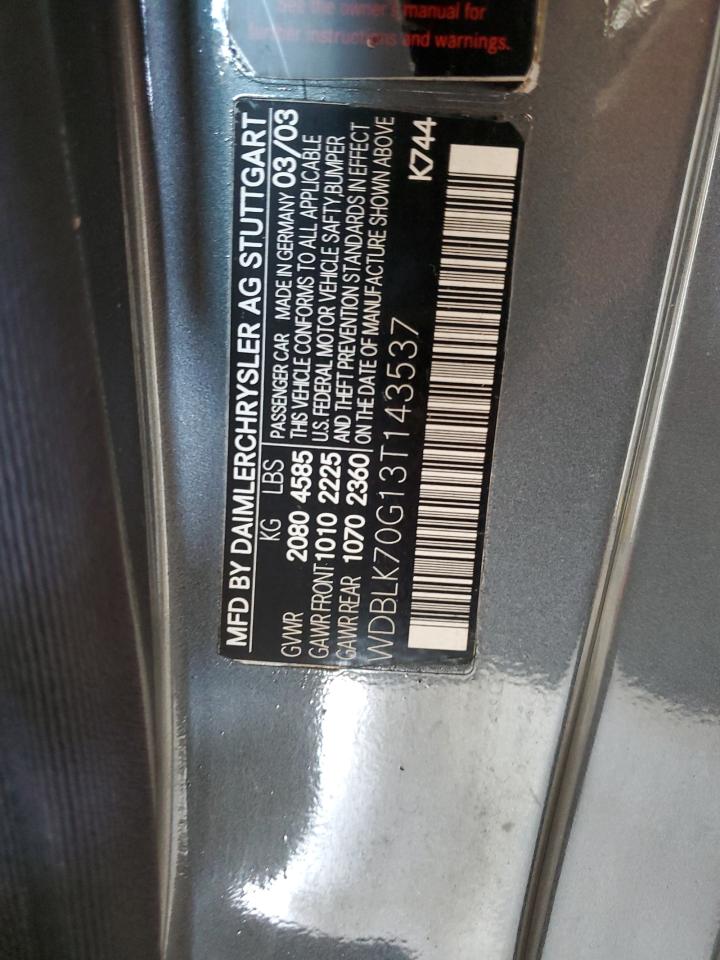 See the owner's manual for
further instructions and warnings.
MFD BY DAIMLERCHRYSLER AG STUTTGART
KG LBS PASSENGER CAR MADE IN GERMANY 03/03
GVWR 2080 4585 THIS VEHICLE CONFORMS TO ALL APPLICABLE
GAWR FRONT 1010 2225 U.S. FEDERAL MOTOR VEHICLE SAFTY, BUMPER
GAWR REAR 1070 2360 AND THEFT PREVENTION STANDARDS IN EFFECT
ON THE DATE OF MANUFACTURE SHOWN ABOVE
WDBLK70G13T143537
K744